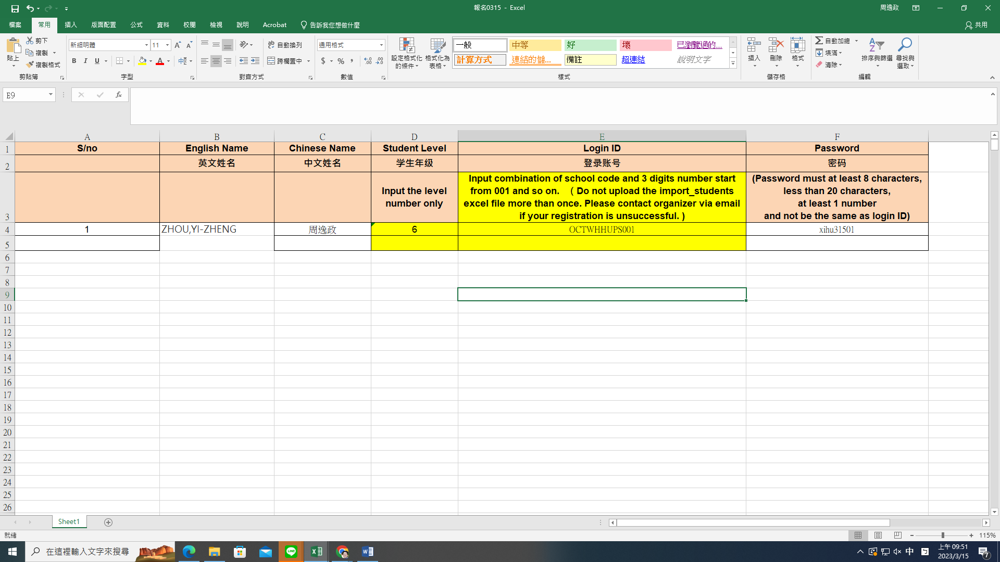 報名0315 - Excel
周逸政
檔案 常用 插入 版面配置 公式 資料 校閱 檢視 說明 Acrobat 告訴我您想做什麼 共用
貼上
剪下
複製
複製格式
剪貼簿
新細明體 11
B I U A
字型
自動換列
跨欄置中
對齊方式
通用格式
$ % ,
數值
設定格式化的條件
格式化為表格
一般 中等 好 壞 已瀏覽過的...
計算方式 連結的儲... 備註 超連結 說明文字
樣式
插入 刪除 格式
儲存格
自動加總
填滿
清除
排序與篩選
尋找與選取
編輯
E9
fx
A B C D E F
1 S/no English Name Chinese Name Student Level Login ID Password
2 英文姓名 中文姓名 学生年级 登录账号 密码
3
Input the level
number only
Input combination of school code and 3 digits number start
from 001 and so on. （ Do not upload the import_students
excel file more than once. Please contact organizer via email
if your registration is unsuccessful. )
(Password must at least 8 characters,
less than 20 characters,
at least 1 number
and not be the same as login ID)
4 1 ZHOU,YI-ZHENG 周逸政 6 OCTWHHUPS001 xihu31501
5
6
7
8
9
10
11
12
13
14
15
16
17
18
19
20
21
22
23
24
25
26
Sheet1
就緒
115%
在這裡輸入文字來搜尋
LINE
中
上午 09:51
2023/3/15
7